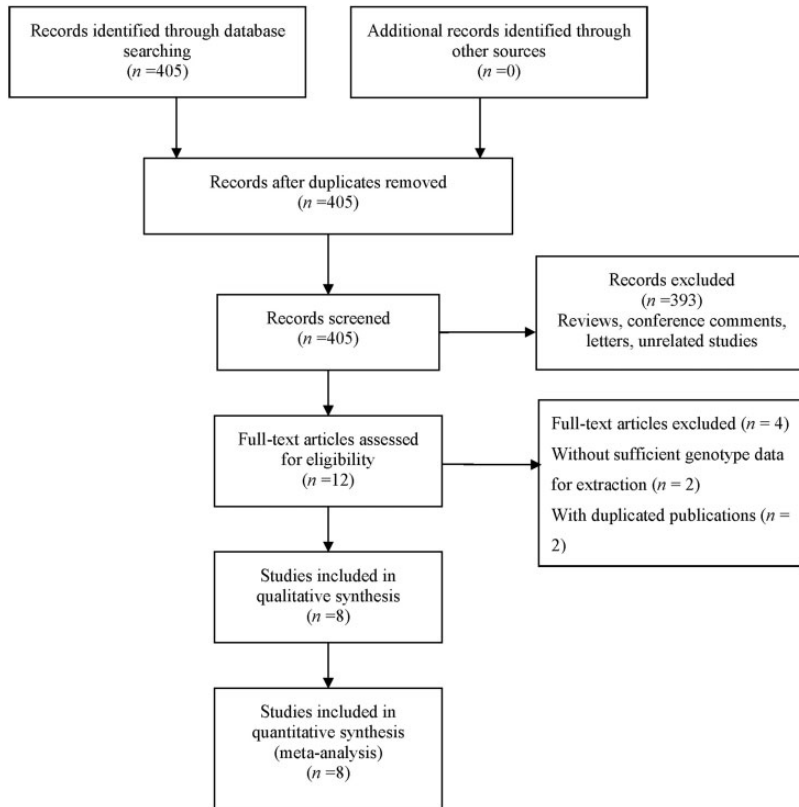 Records identified through database
searching
(n =405)
Additional records identified through
other sources
(n =0)
Records after duplicates removed
(n =405)
Records screened
(n =405)
Records excluded
(n =393)
Reviews, conference comments,
letters, unrelated studies
Full-text articles assessed
for eligibility
(n =12)
Full-text articles excluded (n = 4)
Without sufficient genotype data
for extraction (n = 2)
With duplicated publications (n =
2)
Studies included in
qualitative synthesis
(n =8)
Studies included in
quantitative synthesis
(meta-analysis)
(n =8)